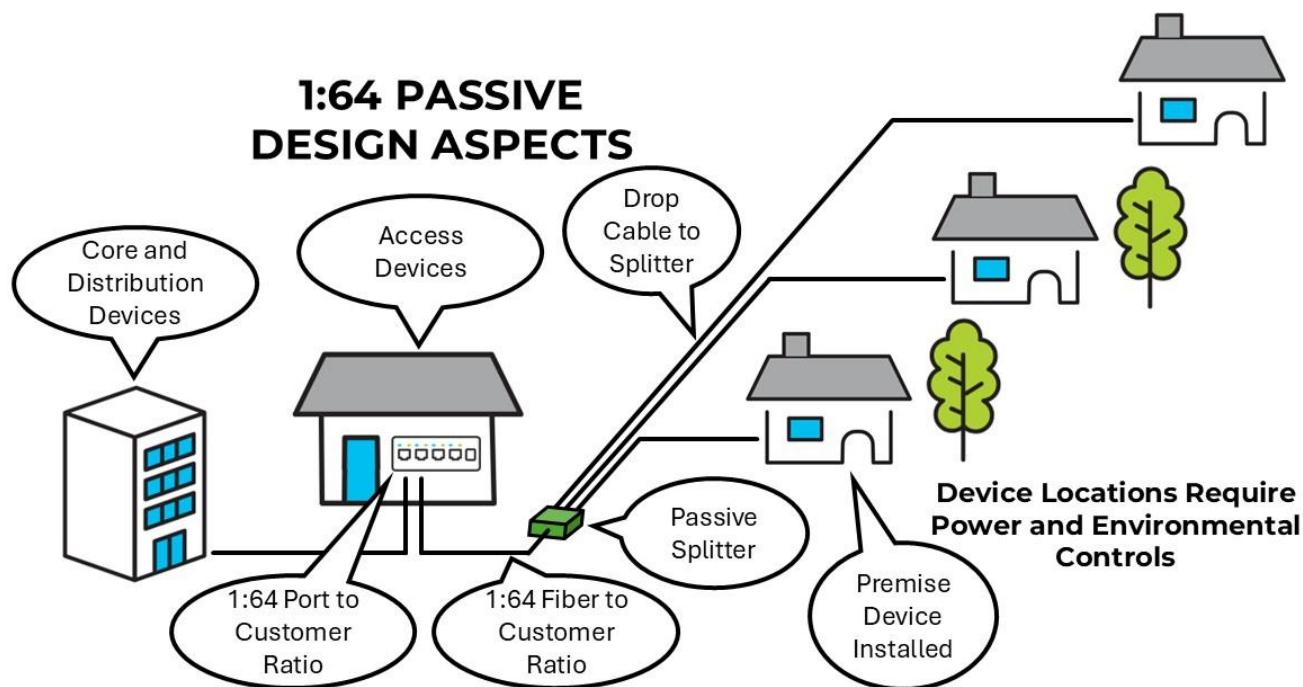 1:64 PASSIVE
DESIGN ASPECTS
Core and
Distribution
Devices
Access
Devices
Drop
Cable to
Splitter
Passive
Splitter
1:64 Port to
Customer
Ratio
1:64 Fiber to
Customer
Ratio
Premise
Device
Installed
Device Locations Require
Power and Environmental
Controls